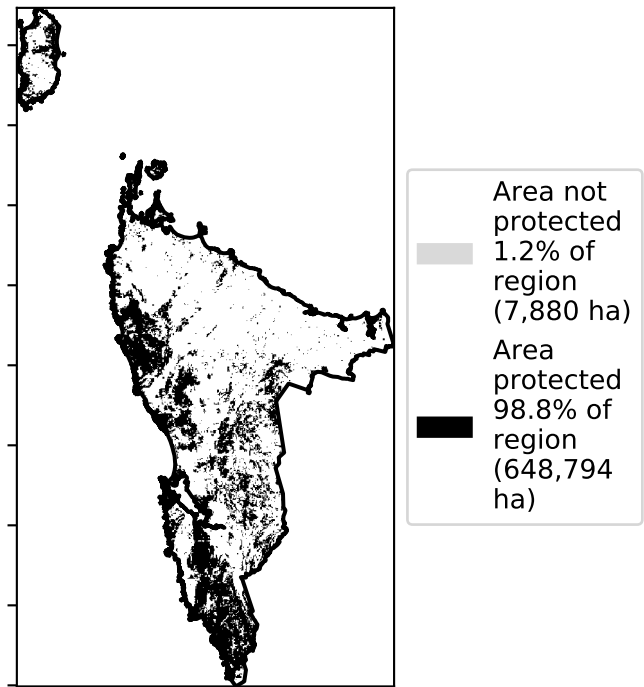 Area not
protected
1.2% of
region
(7,880 ha)
Area
protected
98.8% of
region
(648,794
ha)